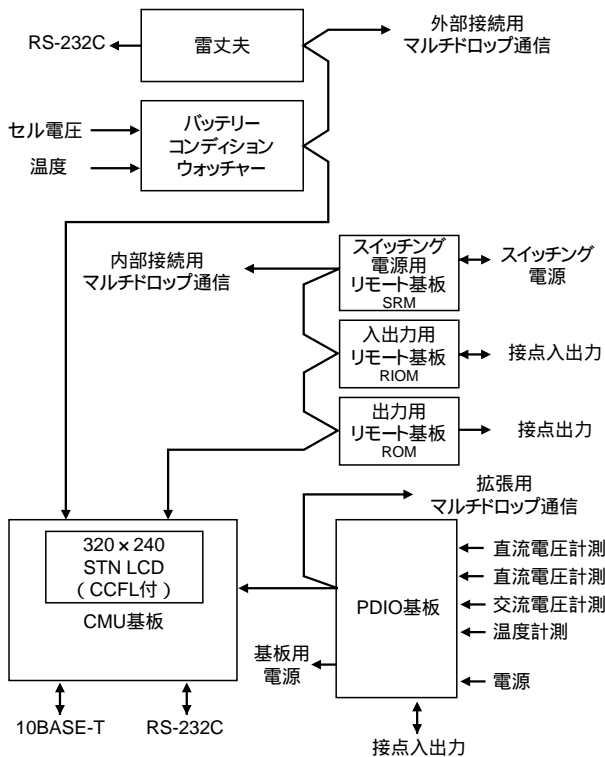 RS-232C
雷丈夫
外部接続用
マルチドロップ通信
セル電圧
温度
バッテリー
コンディション
ウォッチャー
内部接続用
マルチドロップ通信
スイッチング
電源用
リモート基板
SRM
スイッチング
電源
入出力用
リモート基板
RIOM
接点入出力
出力用
リモート基板
ROM
接点出力
拡張用
マルチドロップ通信
320×240
STN LCD
(CCFL付)
CMU基板
PDIO基板
直流電圧計測
直流電圧計測
交流電圧計測
温度計測
電源
基板用
電源
10BASE-T
RS-232C
接点入出力